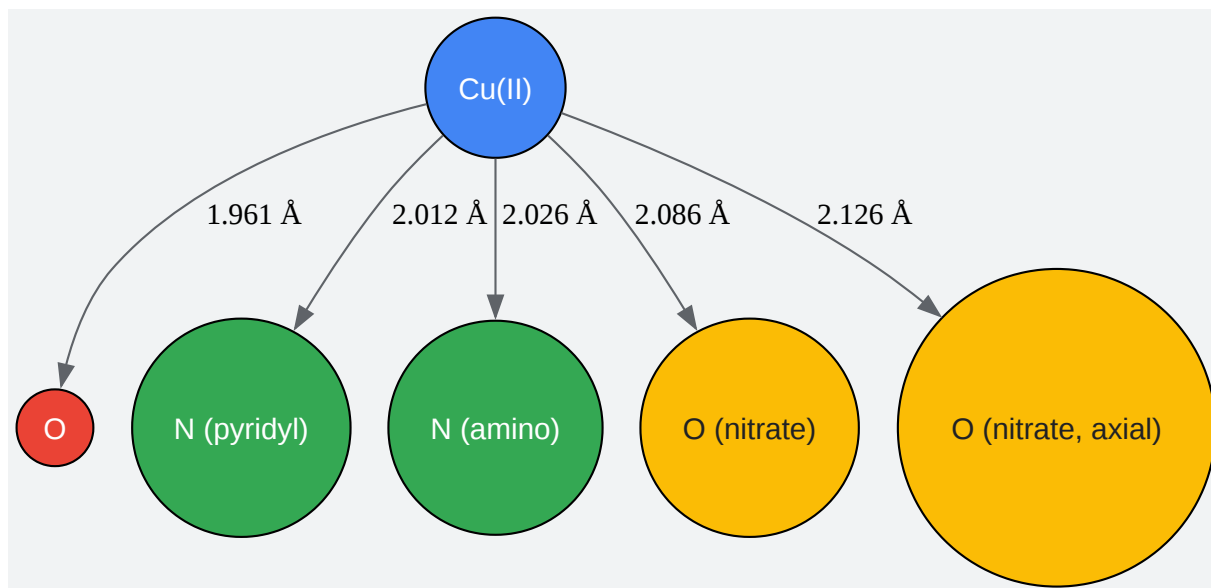 Cu(II)
1.961 Å
2.012 Å
2.026 Å
2.086 Å
2.126 Å
O
N (pyridyl)
N (amino)
O (nitrate)
O (nitrate, axial)